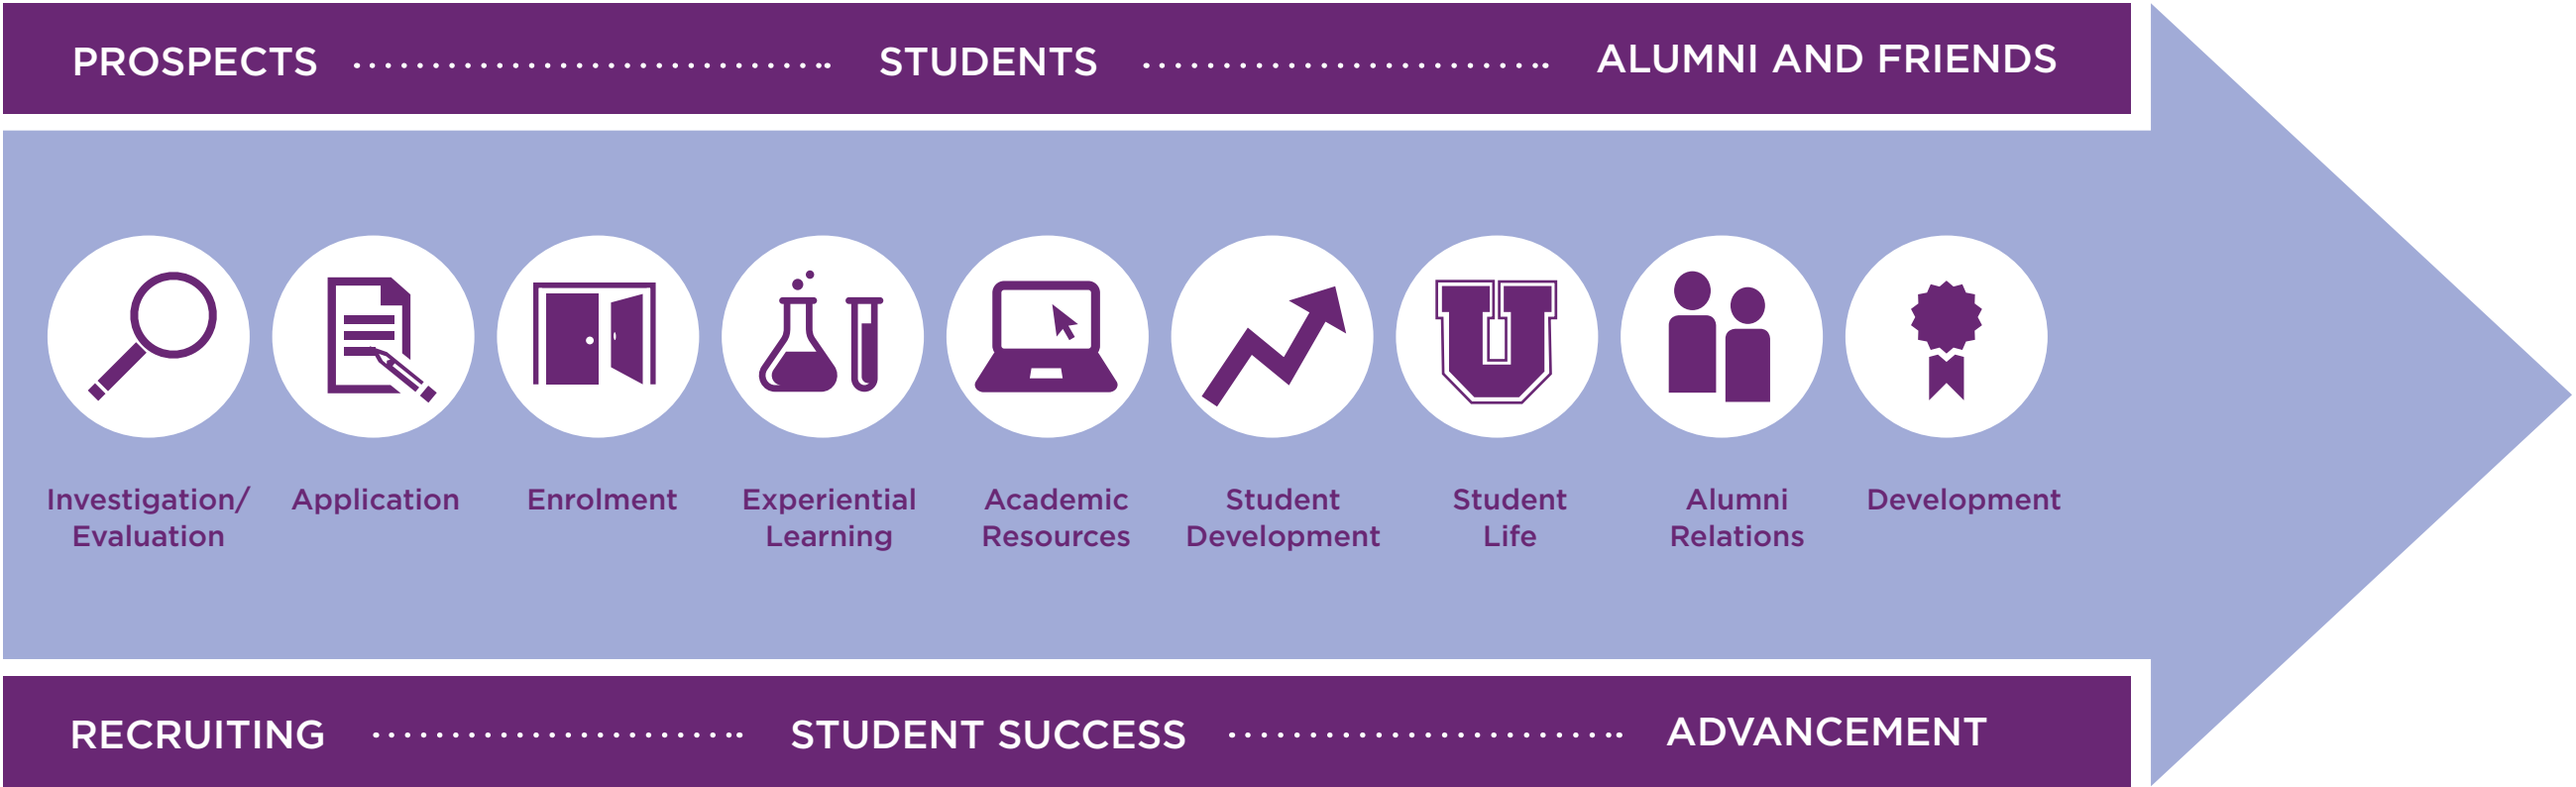 PROSPECTS STUDENTS ALUMNI AND FRIENDS
U
Investigation/
Evaluation
Application
Enrolment
Experiential
Learning
Academic
Resources
Student
Development
Student
Life
Alumni
Relations
Development
RECRUITING STUDENT SUCCESS ADVANCEMENT